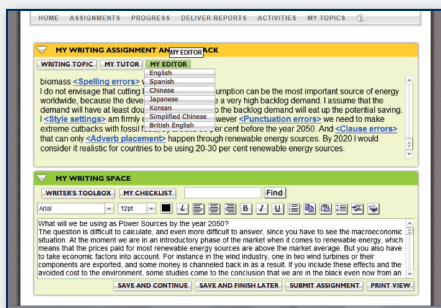 HOME ASSIGNMENTS PROGRESS DELIVER REPORTS ACTIVITIES MY TOPICS
MY WRITING ASSIGNMENT AN MY EDITOR ACK
WRITING TOPIC MY TUTOR MY EDITOR
English
Spanish
Chinese
Japanese
Korean
Simplified Chinese
British English
biomass <Spelling errors>
I do not envisage that cutting umption can be the most important source of energy
worldwide, because the deve e a very high backlog demand. I assume that the
demand will have at least dou to the backlog demand will eat up the potential saving.
I <Style settings> am firmly wever <Punctuation errors> we need to make
extreme cutbacks with fossil per cent before the year 2050. And <Clause errors>
that can only <Adverb placement> happen through renewable energy sources. By 2020 I would
consider it realistic for countries to be using 20-30 per cent renewable energy sources.
MY WRITING SPACE
WRITER'S TOOLBOX MY CHECKLIST Find
Arial 12pt B I U
What will we be using as Power Sources by the year 2050?
The question is difficult to calculate, and even more difficult to answer, since you have to see the macroeconomic
situation. At the moment we are in an introductory phase of the market when it comes to renewable energy, which
means that the prices paid for most renewable energy sources are above the market average. But you also have
to take economic factors into account. For instance in the wind industry, one in two wind turbines or their
components are exported, and some money is channeled back in as a result. If you include these effects and the
avoided cost to the environment, some studies come to the conclusion that we are in the black even now from an
SAVE AND CONTINUE SAVE AND FINISH LATER SUBMIT ASSIGNMENT PRINT VIEW